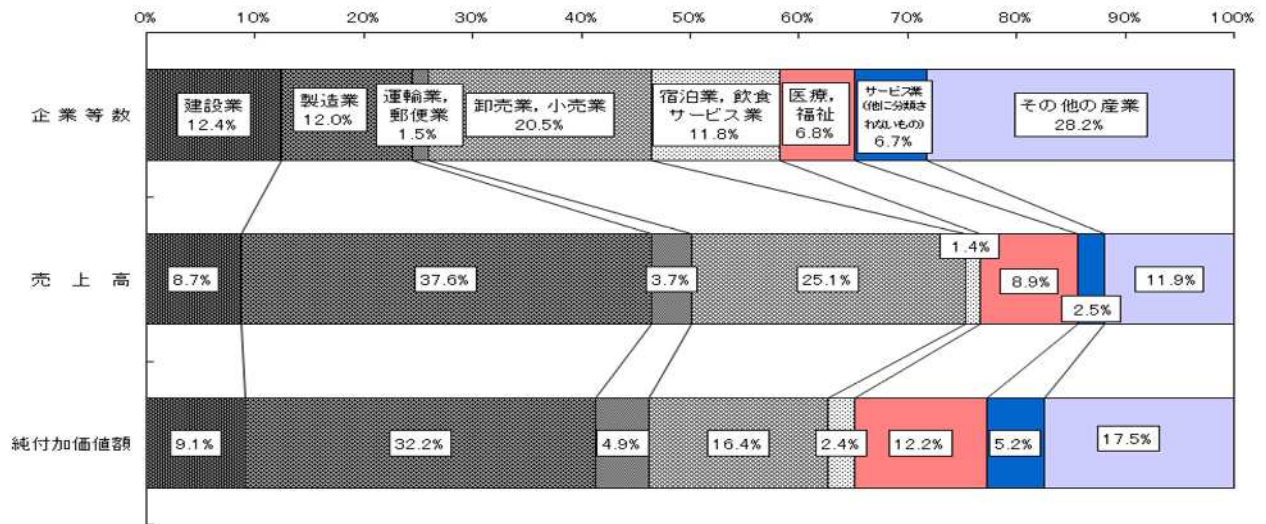 0% 10% 20% 30% 40% 50% 60% 70% 80% 90% 100%
企業等数
建設業
12.4%
製造業
12.0%
運輸業,
郵便業
1.5%
卸売業, 小売業
20.5%
宿泊業, 飲食
サービス業
11.8%
医療,
福祉
6.8%
サービス業
(他に分類さ
れないもの)
6.7%
その他の産業
28.2%
売上高
8.7%
37.6%
3.7%
25.1%
1.4%
8.9%
2.5%
11.9%
純付加価値額
9.1%
32.2%
4.9%
16.4%
2.4%
12.2%
5.2%
17.5%